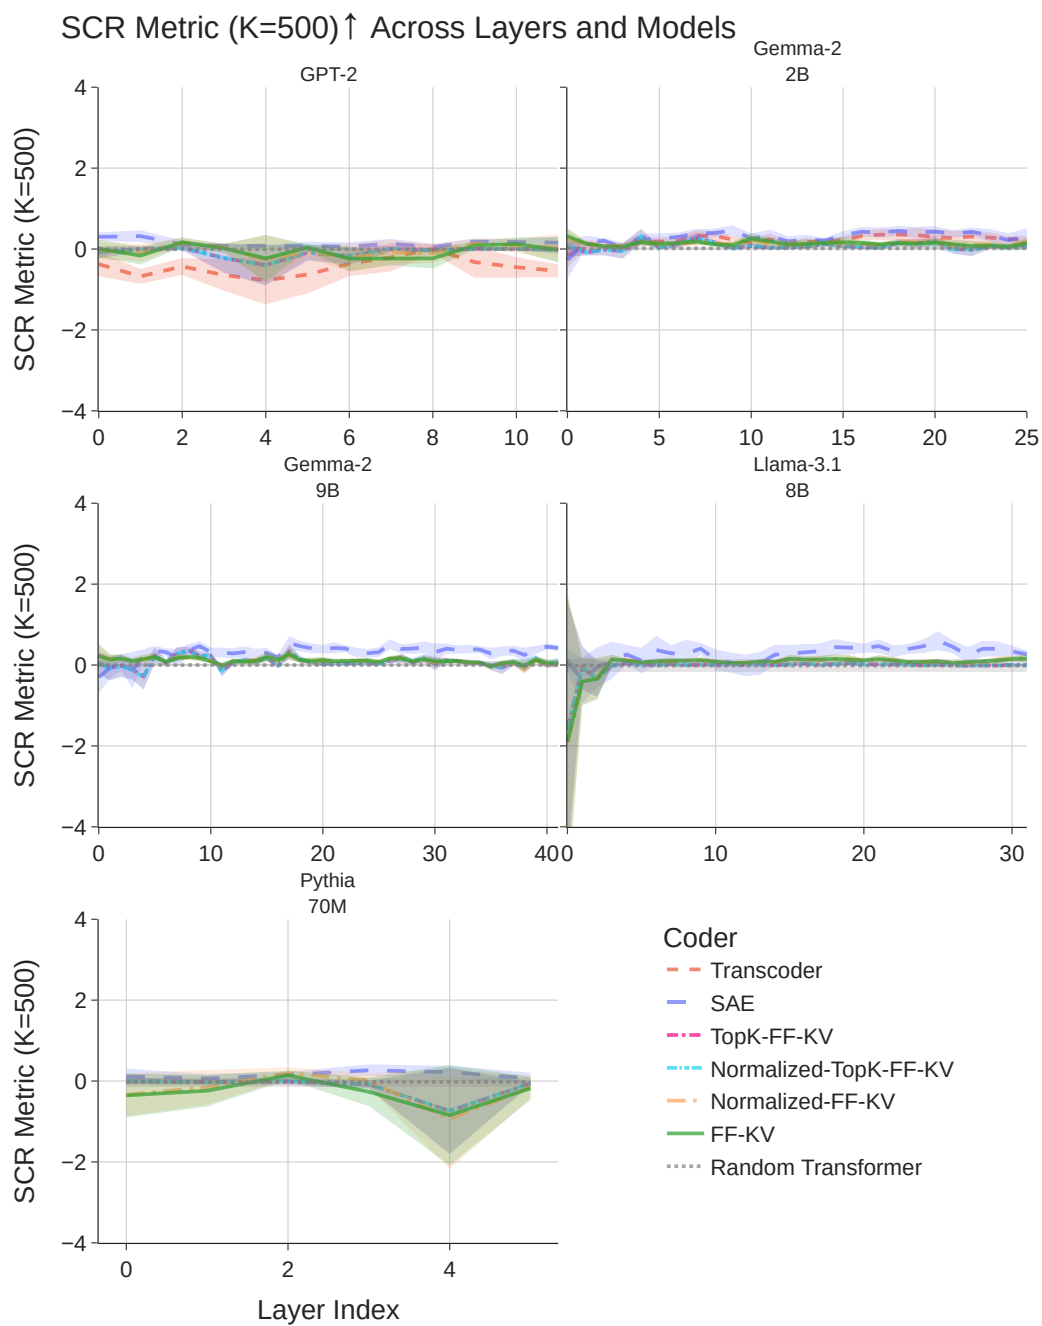 SCR Metric (K=500)↑ Across Layers and Models
GPT-2
Gemma-2
2B
SCR Metric (K=500)
4
2
0
−2
−4
0 2 4 6 8 10
0 5 10 15 20 25
Gemma-2
9B
Llama-3.1
8B
SCR Metric (K=500)
4
2
0
−2
−4
0 10 20 30 40
0 10 20 30
Pythia
70M
SCR Metric (K=500)
4
2
0
−2
−4
0 2 4
Layer Index
Coder
Transcoder
SAE
TopK-FF-KV
Normalized-TopK-FF-KV
Normalized-FF-KV
FF-KV
Random Transformer